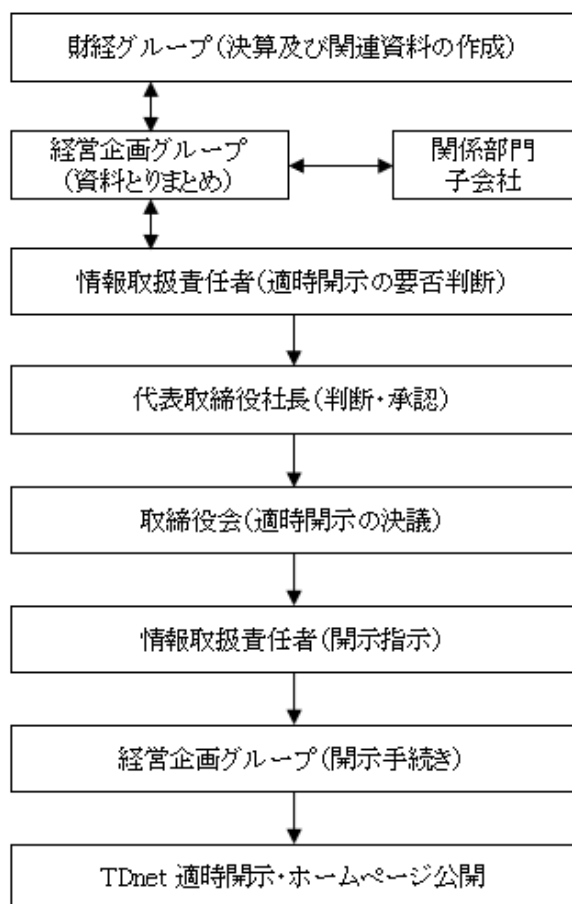 財経グループ(決算及び関連資料の作成)
経営企画グループ
(資料とりまとめ)
関係部門
子会社
情報取扱責任者(適時開示の要否判断)
代表取締役社長(判断・承認)
取締役会(適時開示の決議)
情報取扱責任者(開示指示)
経営企画グループ(開示手続き)
TDnet 適時開示・ホームページ公開